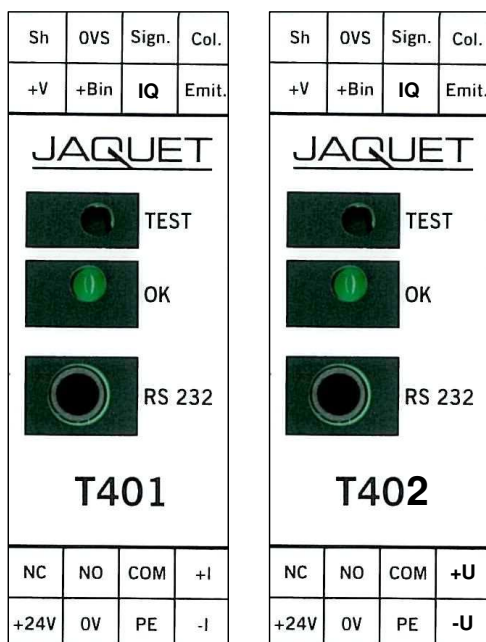 Sh OVS Sign. Col.
+V +Bin IQ Emit.
JAQUET
TEST
OK
RS 232
T401
NC NO COM +I
+24V 0V PE -I
Sh OVS Sign. Col.
+V +Bin IQ Emit.
JAQUET
TEST
OK
RS 232
T402
NC NO COM +U
+24V 0V PE -U